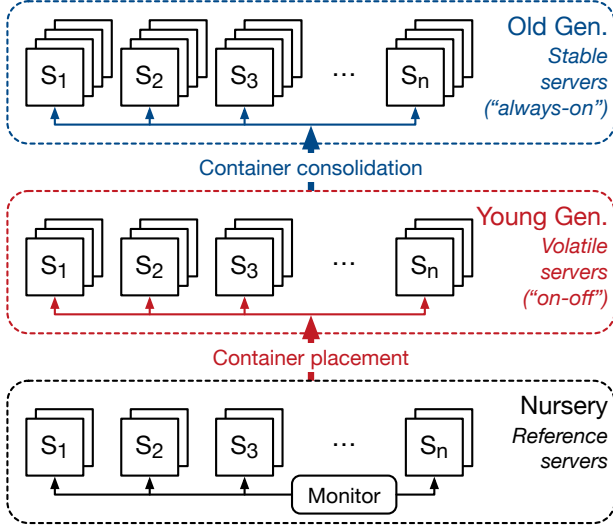 Old Gen.
Stable
servers
(“always-on”)
S1 S2 S3 ... Sn
Container consolidation
Young Gen.
Volatile
servers
(“on-off”)
S1 S2 S3 ... Sn
Container placement
Nursery
Reference
servers
S1 S2 S3 ... Sn
Monitor